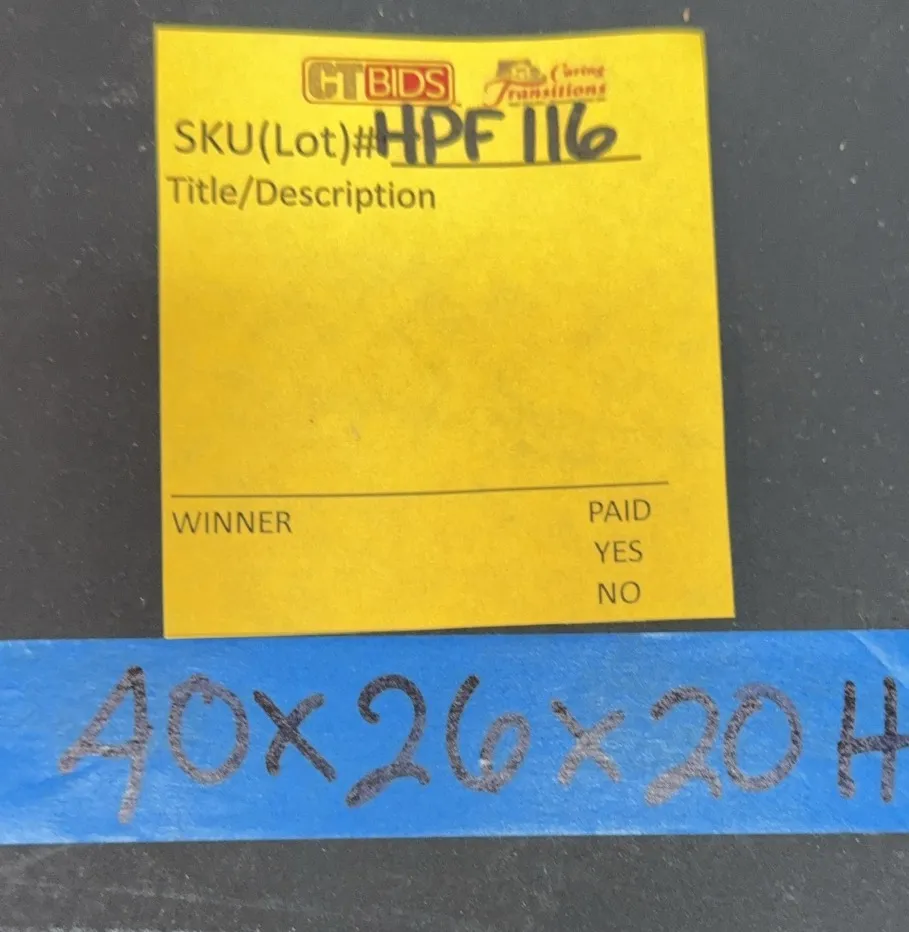 CTBIDS Caring Transitions
SKU(Lot)# HPF 116
Title/Description
WINNER PAID
YES
NO
40x26x20H